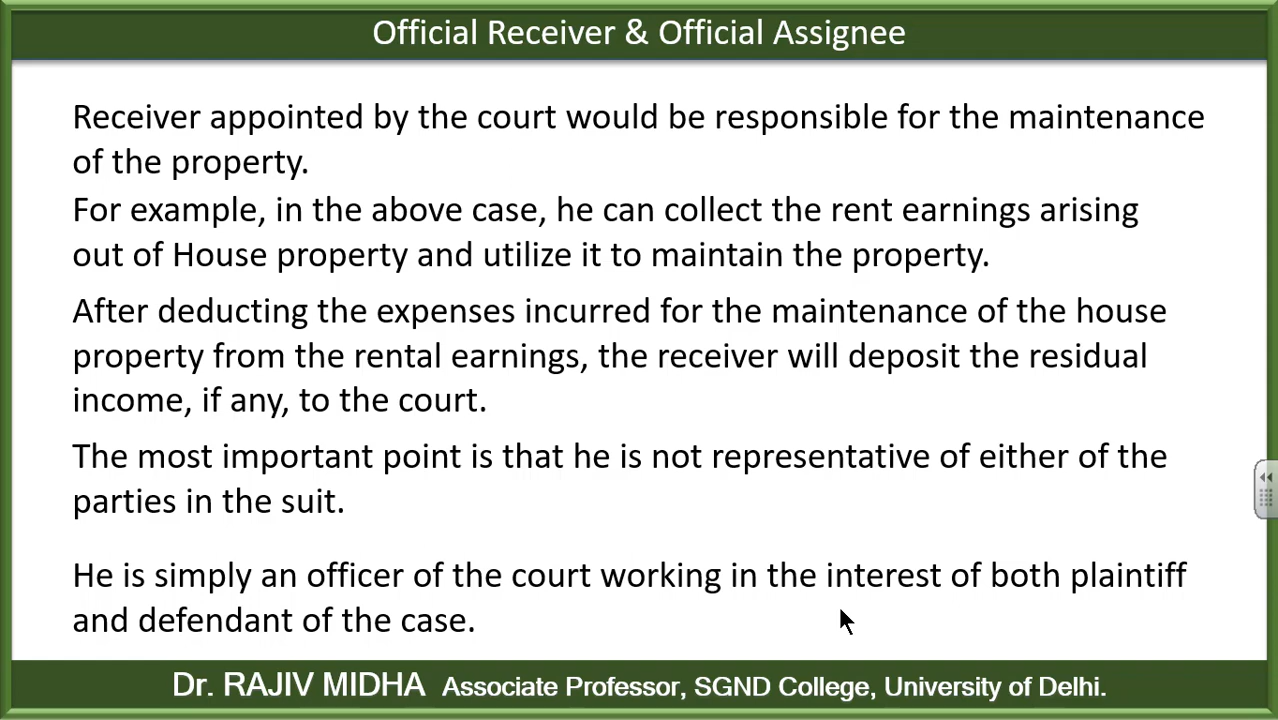 Official Receiver & Official Assignee
Receiver appointed by the court would be responsible for the maintenance
of the property.
For example, in the above case, he can collect the rent earnings arising
out of House property and utilize it to maintain the property.
After deducting the expenses incurred for the maintenance of the house
property from the rental earnings, the receiver will deposit the residual
income, if any, to the court.
The most important point is that he is not representative of either of the
parties in the suit.
He is simply an officer of the court working in the interest of both plaintiff
and defendant of the case.
Dr. RAJIV MIDHA Associate Professor, SGND College, University of Delhi.